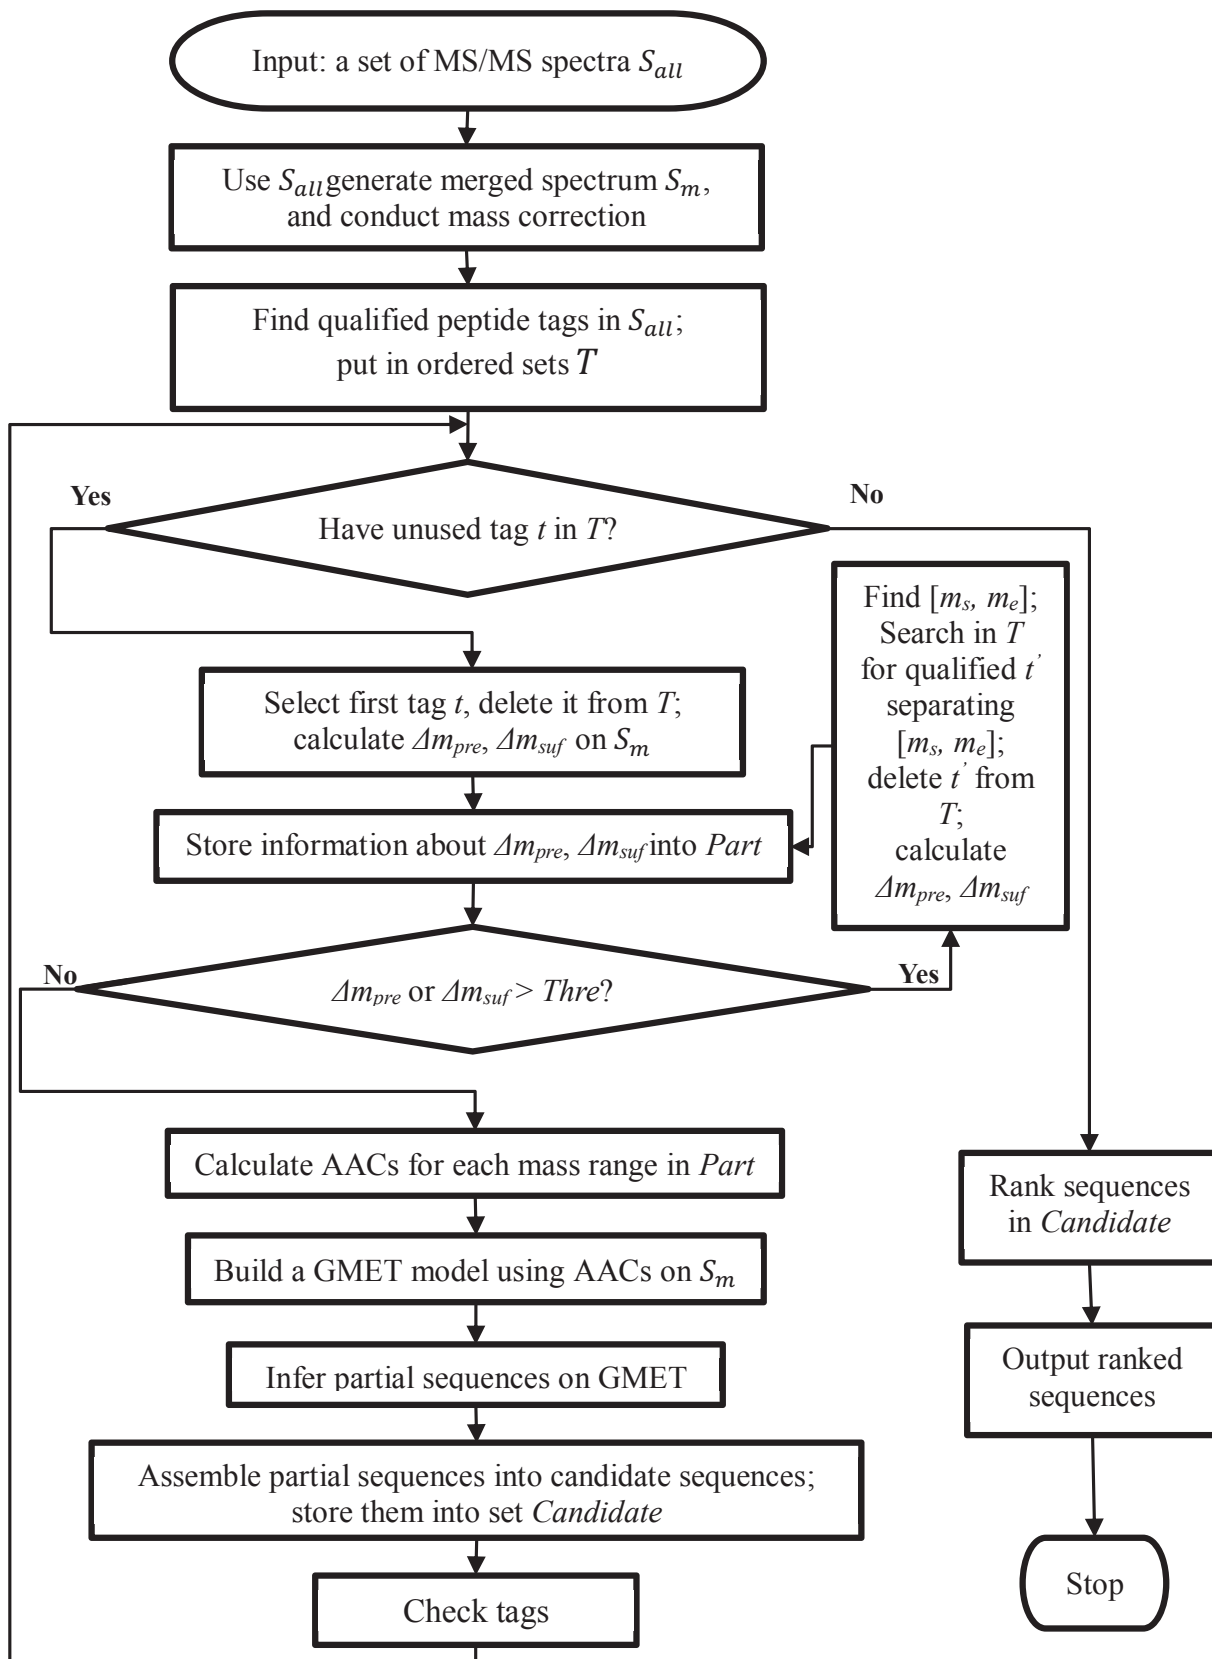 Input: a set of MS/MS spectra S_all
Use S_all generate merged spectrum S_m,
and conduct mass correction
Find qualified peptide tags in S_all;
put in ordered sets T
Yes
No
Have unused tag t in T?
Select first tag t, delete it from T;
calculate Δm_pre, Δm_suf on S_m
Find [m_s, m_e];
Search in T
for qualified t'
separating
[m_s, m_e];
delete t' from
T;
calculate
Δm_pre, Δm_suf
Store information about Δm_pre, Δm_suf into Part
No
Yes
Δm_pre or Δm_suf > Thre?
Calculate AACs for each mass range in Part
Build a GMET model using AACs on S_m
Infer partial sequences on GMET
Assemble partial sequences into candidate sequences;
store them into set Candidate
Check tags
Rank sequences
in Candidate
Output ranked
sequences
Stop